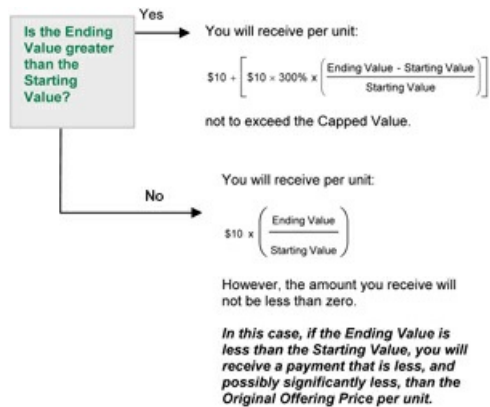 Is the Ending
Value greater
than the
Starting
Value?
Yes
You will receive per unit:
$10 + [ $10 × 300% × ( Ending Value - Starting Value / Starting Value ) ]
not to exceed the Capped Value.
No
You will receive per unit:
$10 × ( Ending Value / Starting Value )
However, the amount you receive will
not be less than zero.
In this case, if the Ending Value is
less than the Starting Value, you will
receive a payment that is less, and
possibly significantly less, than the
Original Offering Price per unit.